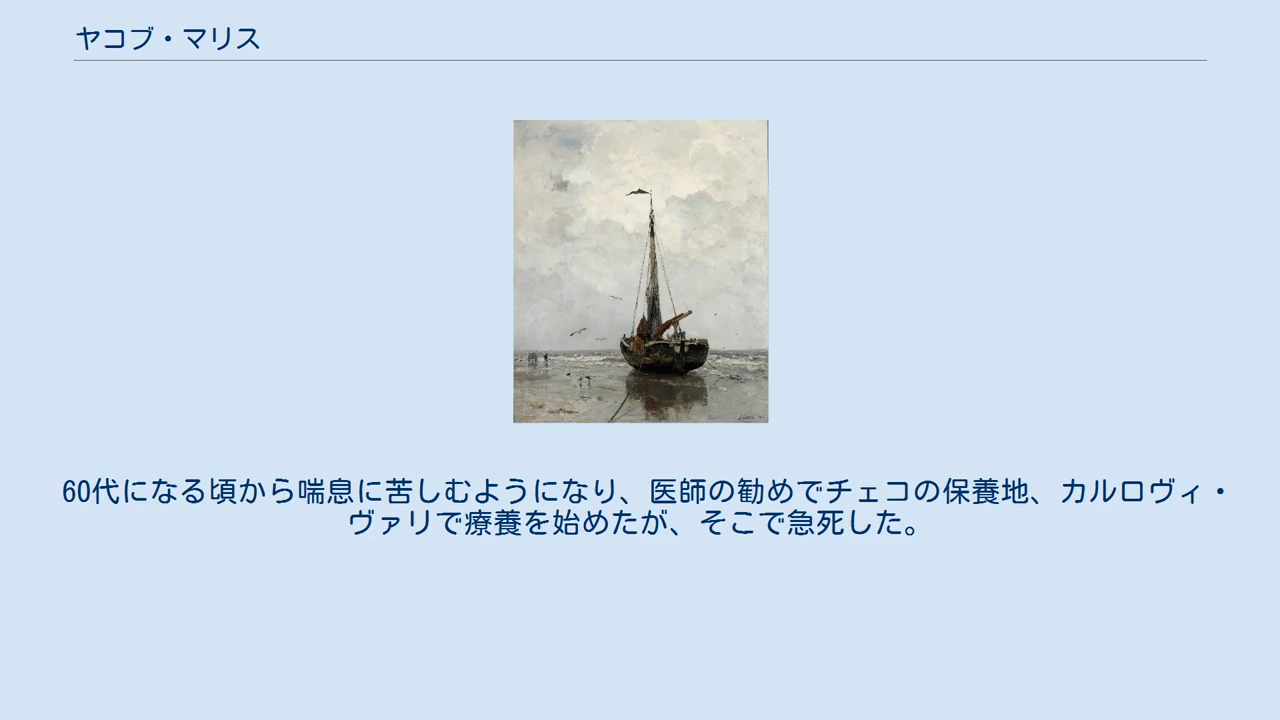 ヤコブ・マリス
60代になる頃から喘息に苦しむようになり、医師の勧めでチェコの保養地、カルロヴィ・
ヴァリで療養を始めたが、そこで急死した。